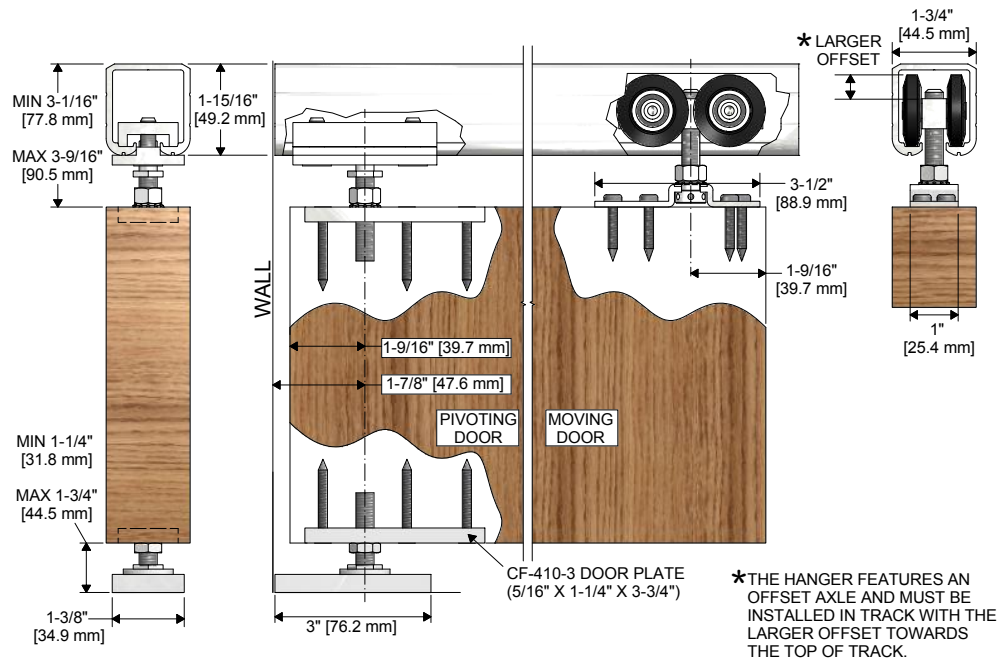 MIN 3-1/16"
[77.8 mm]
MAX 3-9/16"
[90.5 mm]
1-15/16"
[49.2 mm]
* LARGER
OFFSET
1-3/4"
[44.5 mm]
3-1/2"
[88.9 mm]
1-9/16"
[39.7 mm]
1"
[25.4 mm]
WALL
1-9/16" [39.7 mm]
1-7/8" [47.6 mm]
PIVOTING
DOOR
MOVING
DOOR
MIN 1-1/4"
[31.8 mm]
MAX 1-3/4"
[44.5 mm]
1-3/8"
[34.9 mm]
3" [76.2 mm]
CF-410-3 DOOR PLATE
(5/16" X 1-1/4" X 3-3/4")
* THE HANGER FEATURES AN
OFFSET AXLE AND MUST BE
INSTALLED IN TRACK WITH THE
LARGER OFFSET TOWARDS
THE TOP OF TRACK.